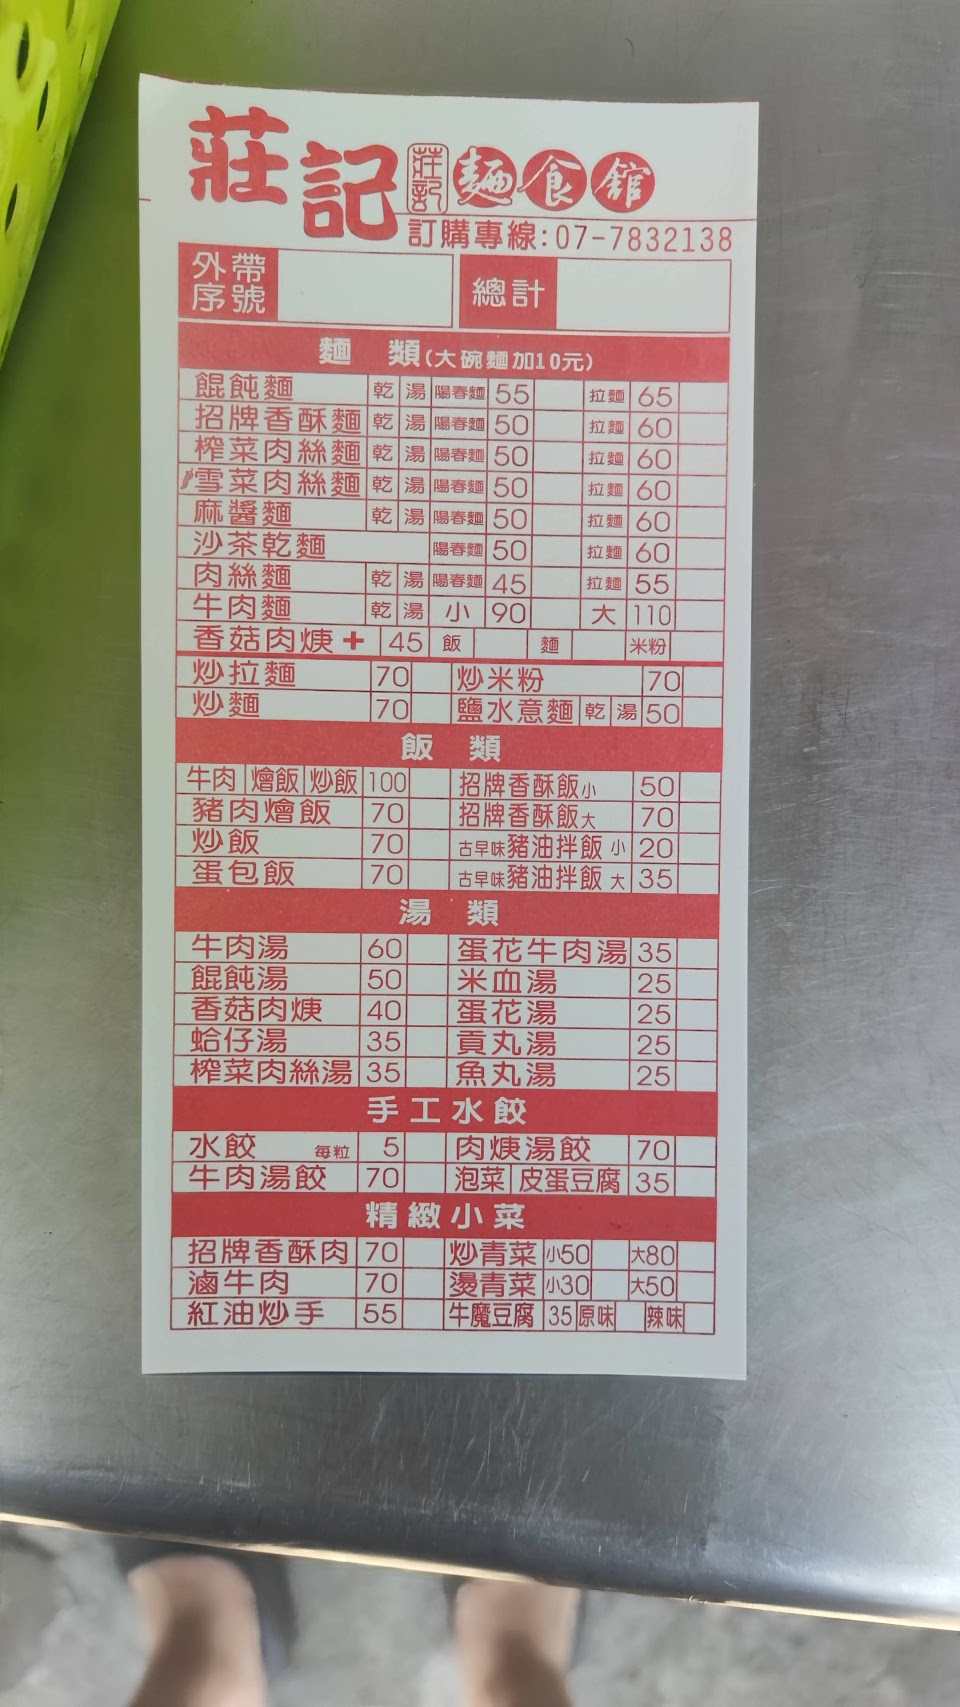 莊記 莊記 麵食館
訂購專線:07-7832138
外帶序號 總計
麵 類(大碗麵加10元)
餛飩麵 乾 湯 陽春麵 55 拉麵 65
招牌香酥麵 乾 湯 陽春麵 50 拉麵 60
榨菜肉絲麵 乾 湯 陽春麵 50 拉麵 60
雪菜肉絲麵 乾 湯 陽春麵 50 拉麵 60
麻醬麵 乾 湯 陽春麵 50 拉麵 60
沙茶乾麵 陽春麵 50 拉麵 60
肉絲麵 乾 湯 陽春麵 45 拉麵 55
牛肉麵 乾 湯 小 90 大 110
香菇肉焿+ 45 飯 麵 米粉
炒拉麵 70 炒米粉 70
炒麵 70 鹽水意麵 乾 湯 50
飯 類
牛肉 燴飯 炒飯 100 招牌香酥飯小 50
豬肉燴飯 70 招牌香酥飯大 70
炒飯 70 古早味豬油拌飯 小 20
蛋包飯 70 古早味豬油拌飯 大 35
湯 類
牛肉湯 60 蛋花牛肉湯 35
餛飩湯 50 米血湯 25
香菇肉焿 40 蛋花湯 25
蛤仔湯 35 貢丸湯 25
榨菜肉絲湯 35 魚丸湯 25
手工水餃
水餃 每粒 5 肉焿湯餃 70
牛肉湯餃 70 泡菜 皮蛋豆腐 35
精緻小菜
招牌香酥肉 70 炒青菜 小50 大80
滷牛肉 70 燙青菜 小30 大50
紅油炒手 55 牛魔豆腐 35 原味 辣味